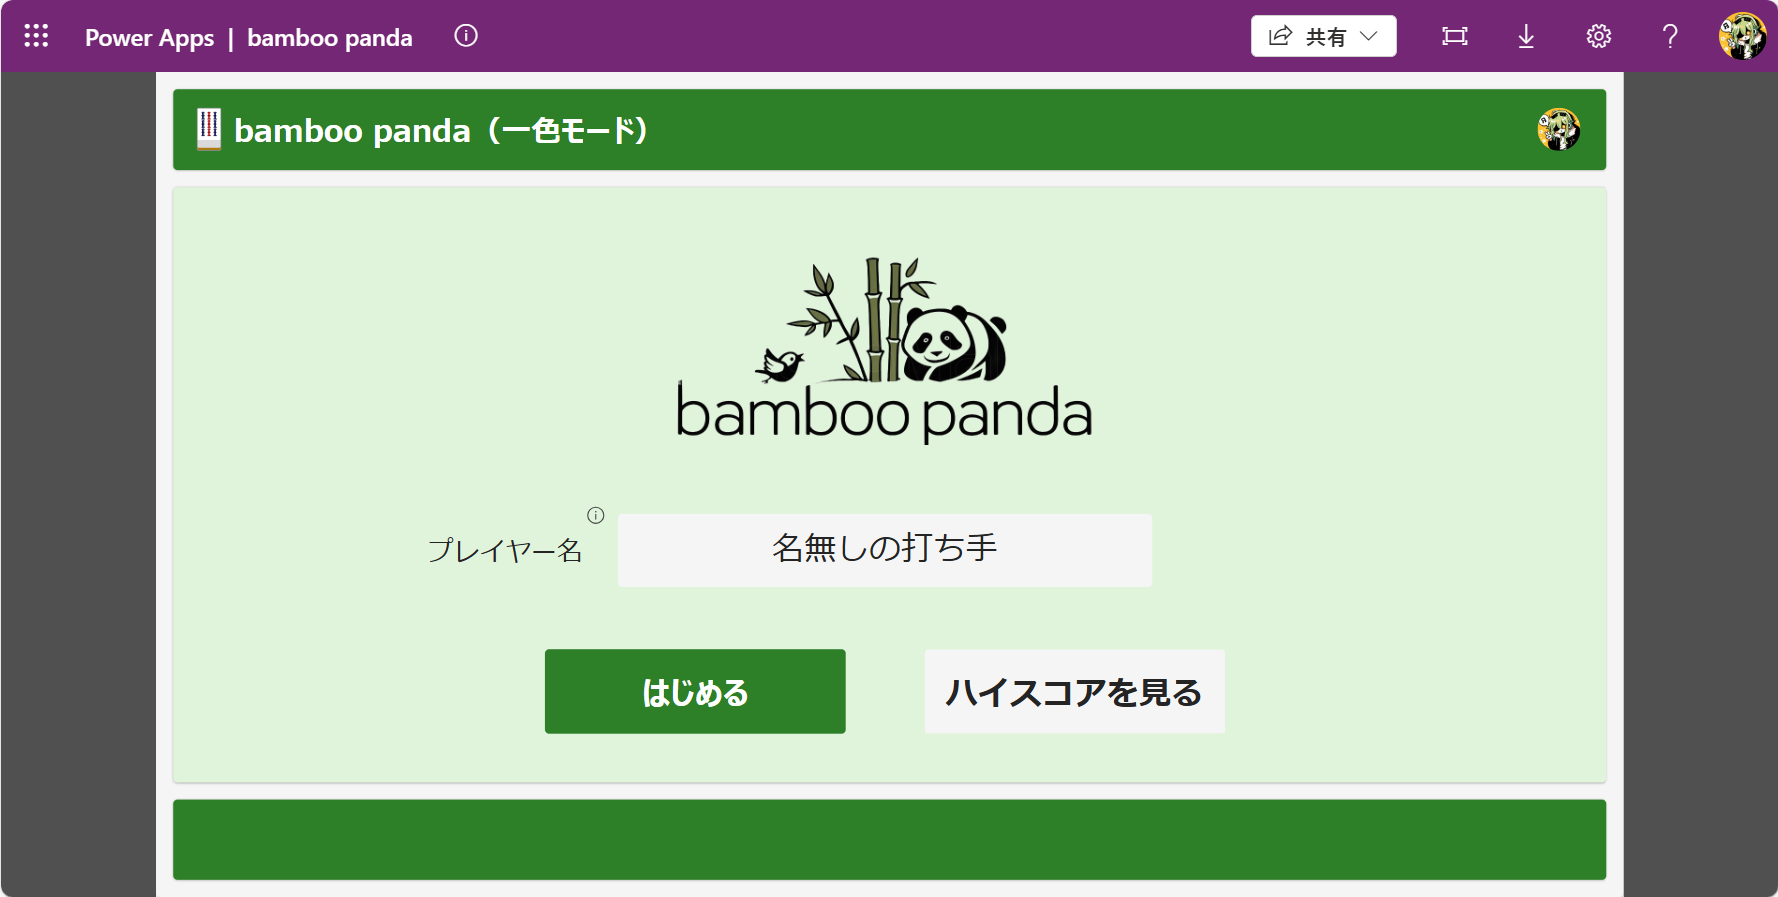 Power Apps | bamboo panda
共有
bamboo panda（一色モード）
bamboo panda
プレイヤー名
名無しの打ち手
はじめる
ハイスコアを見る